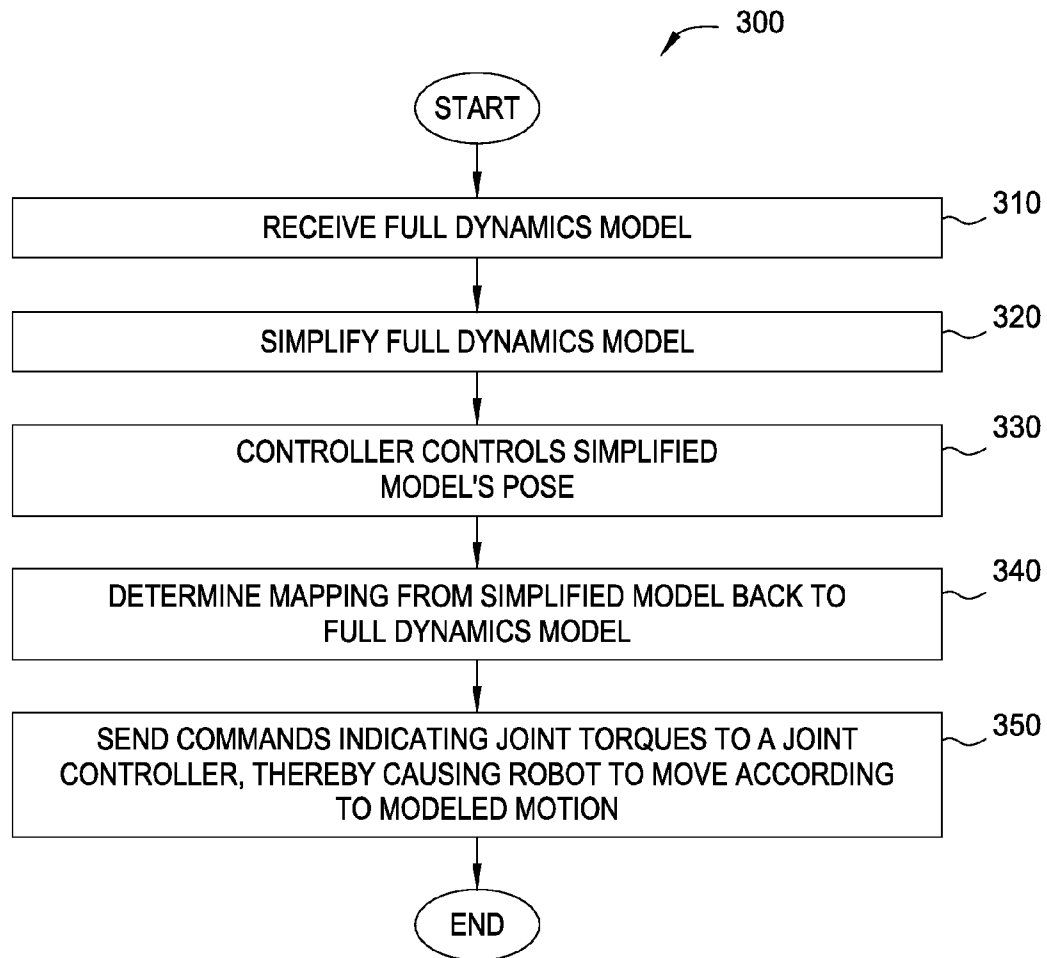 300
START
RECEIVE FULL DYNAMICS MODEL
310
SIMPLIFY FULL DYNAMICS MODEL
320
CONTROLLER CONTROLS SIMPLIFIED
MODEL'S POSE
330
DETERMINE MAPPING FROM SIMPLIFIED MODEL BACK TO
FULL DYNAMICS MODEL
340
SEND COMMANDS INDICATING JOINT TORQUES TO A JOINT
CONTROLLER, THEREBY CAUSING ROBOT TO MOVE ACCORDING
TO MODELED MOTION
350
END